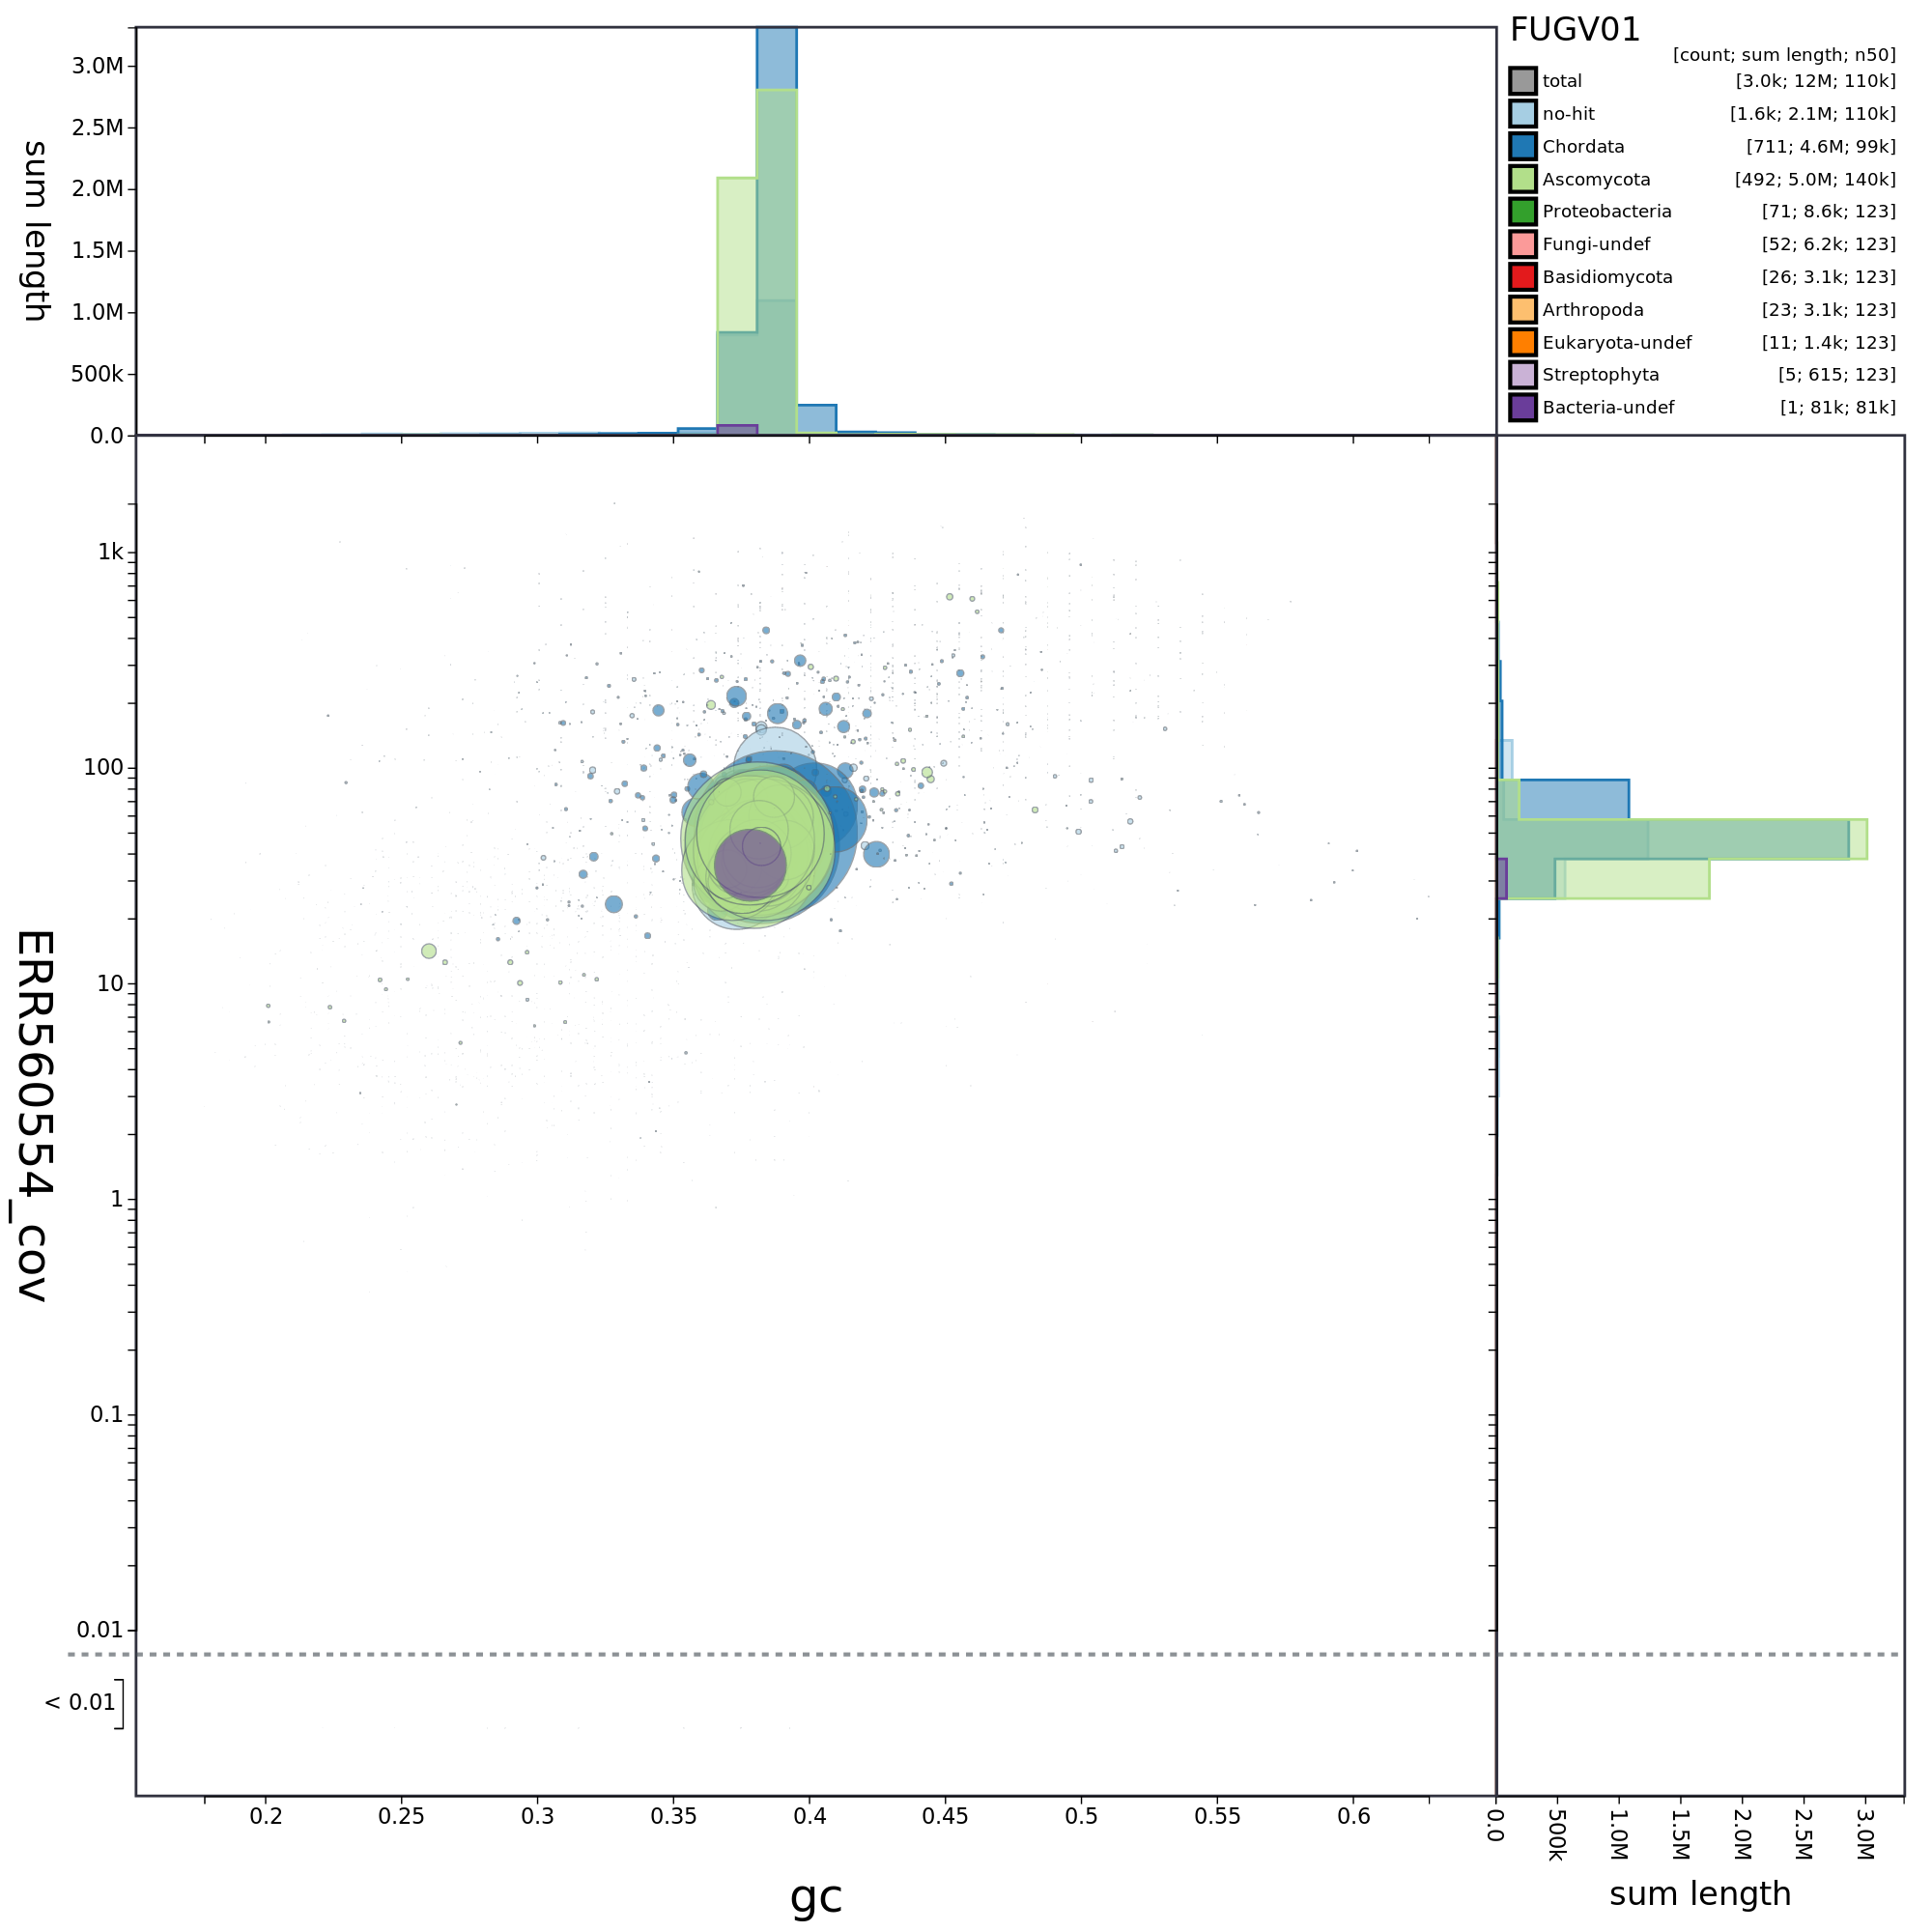 FUGV01
[count; sum length; n50]
total [3.0k; 12M; 110k]
no-hit [1.6k; 2.1M; 110k]
Chordata [711; 4.6M; 99k]
Ascomycota [492; 5.0M; 140k]
Proteobacteria [71; 8.6k; 123]
Fungi-undef [52; 6.2k; 123]
Basidiomycota [26; 3.1k; 123]
Arthropoda [23; 3.1k; 123]
Eukaryota-undef [11; 1.4k; 123]
Streptophyta [5; 615; 123]
Bacteria-undef [1; 81k; 81k]
sum length
3.0M
2.5M
2.0M
1.5M
1.0M
500k
0.0
ERR560554_cov
1k
100
10
1
0.1
0.01
< 0.01
0.2 0.25 0.3 0.35 0.4 0.45 0.5 0.55 0.6
gc
0.0 500k 1.0M 1.5M 2.0M 2.5M 3.0M
sum length